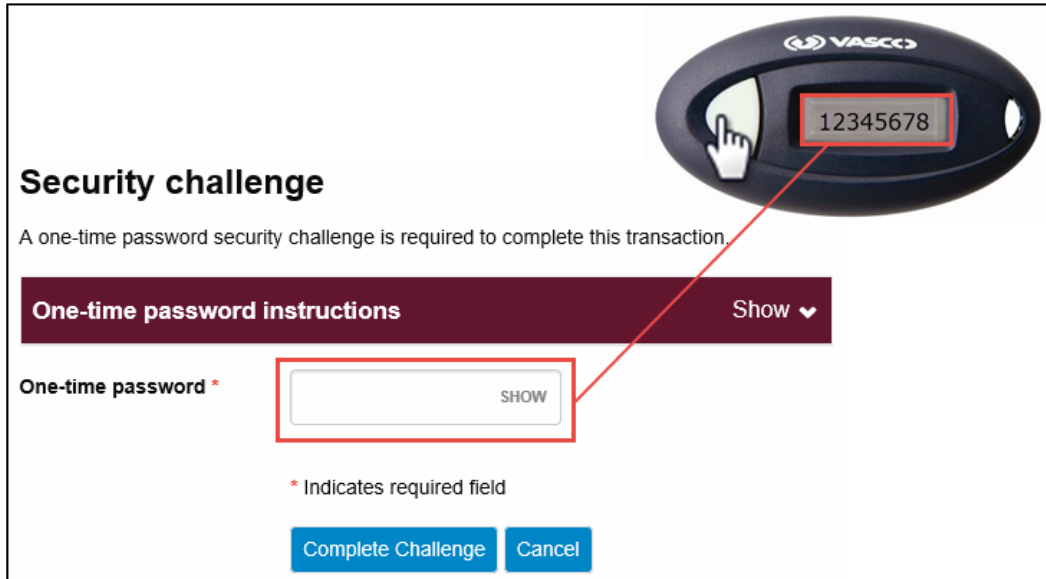 VASCO
12345678
Security challenge
A one-time password security challenge is required to complete this transaction.
One-time password instructions Show
One-time password *
SHOW
* Indicates required field
Complete Challenge Cancel